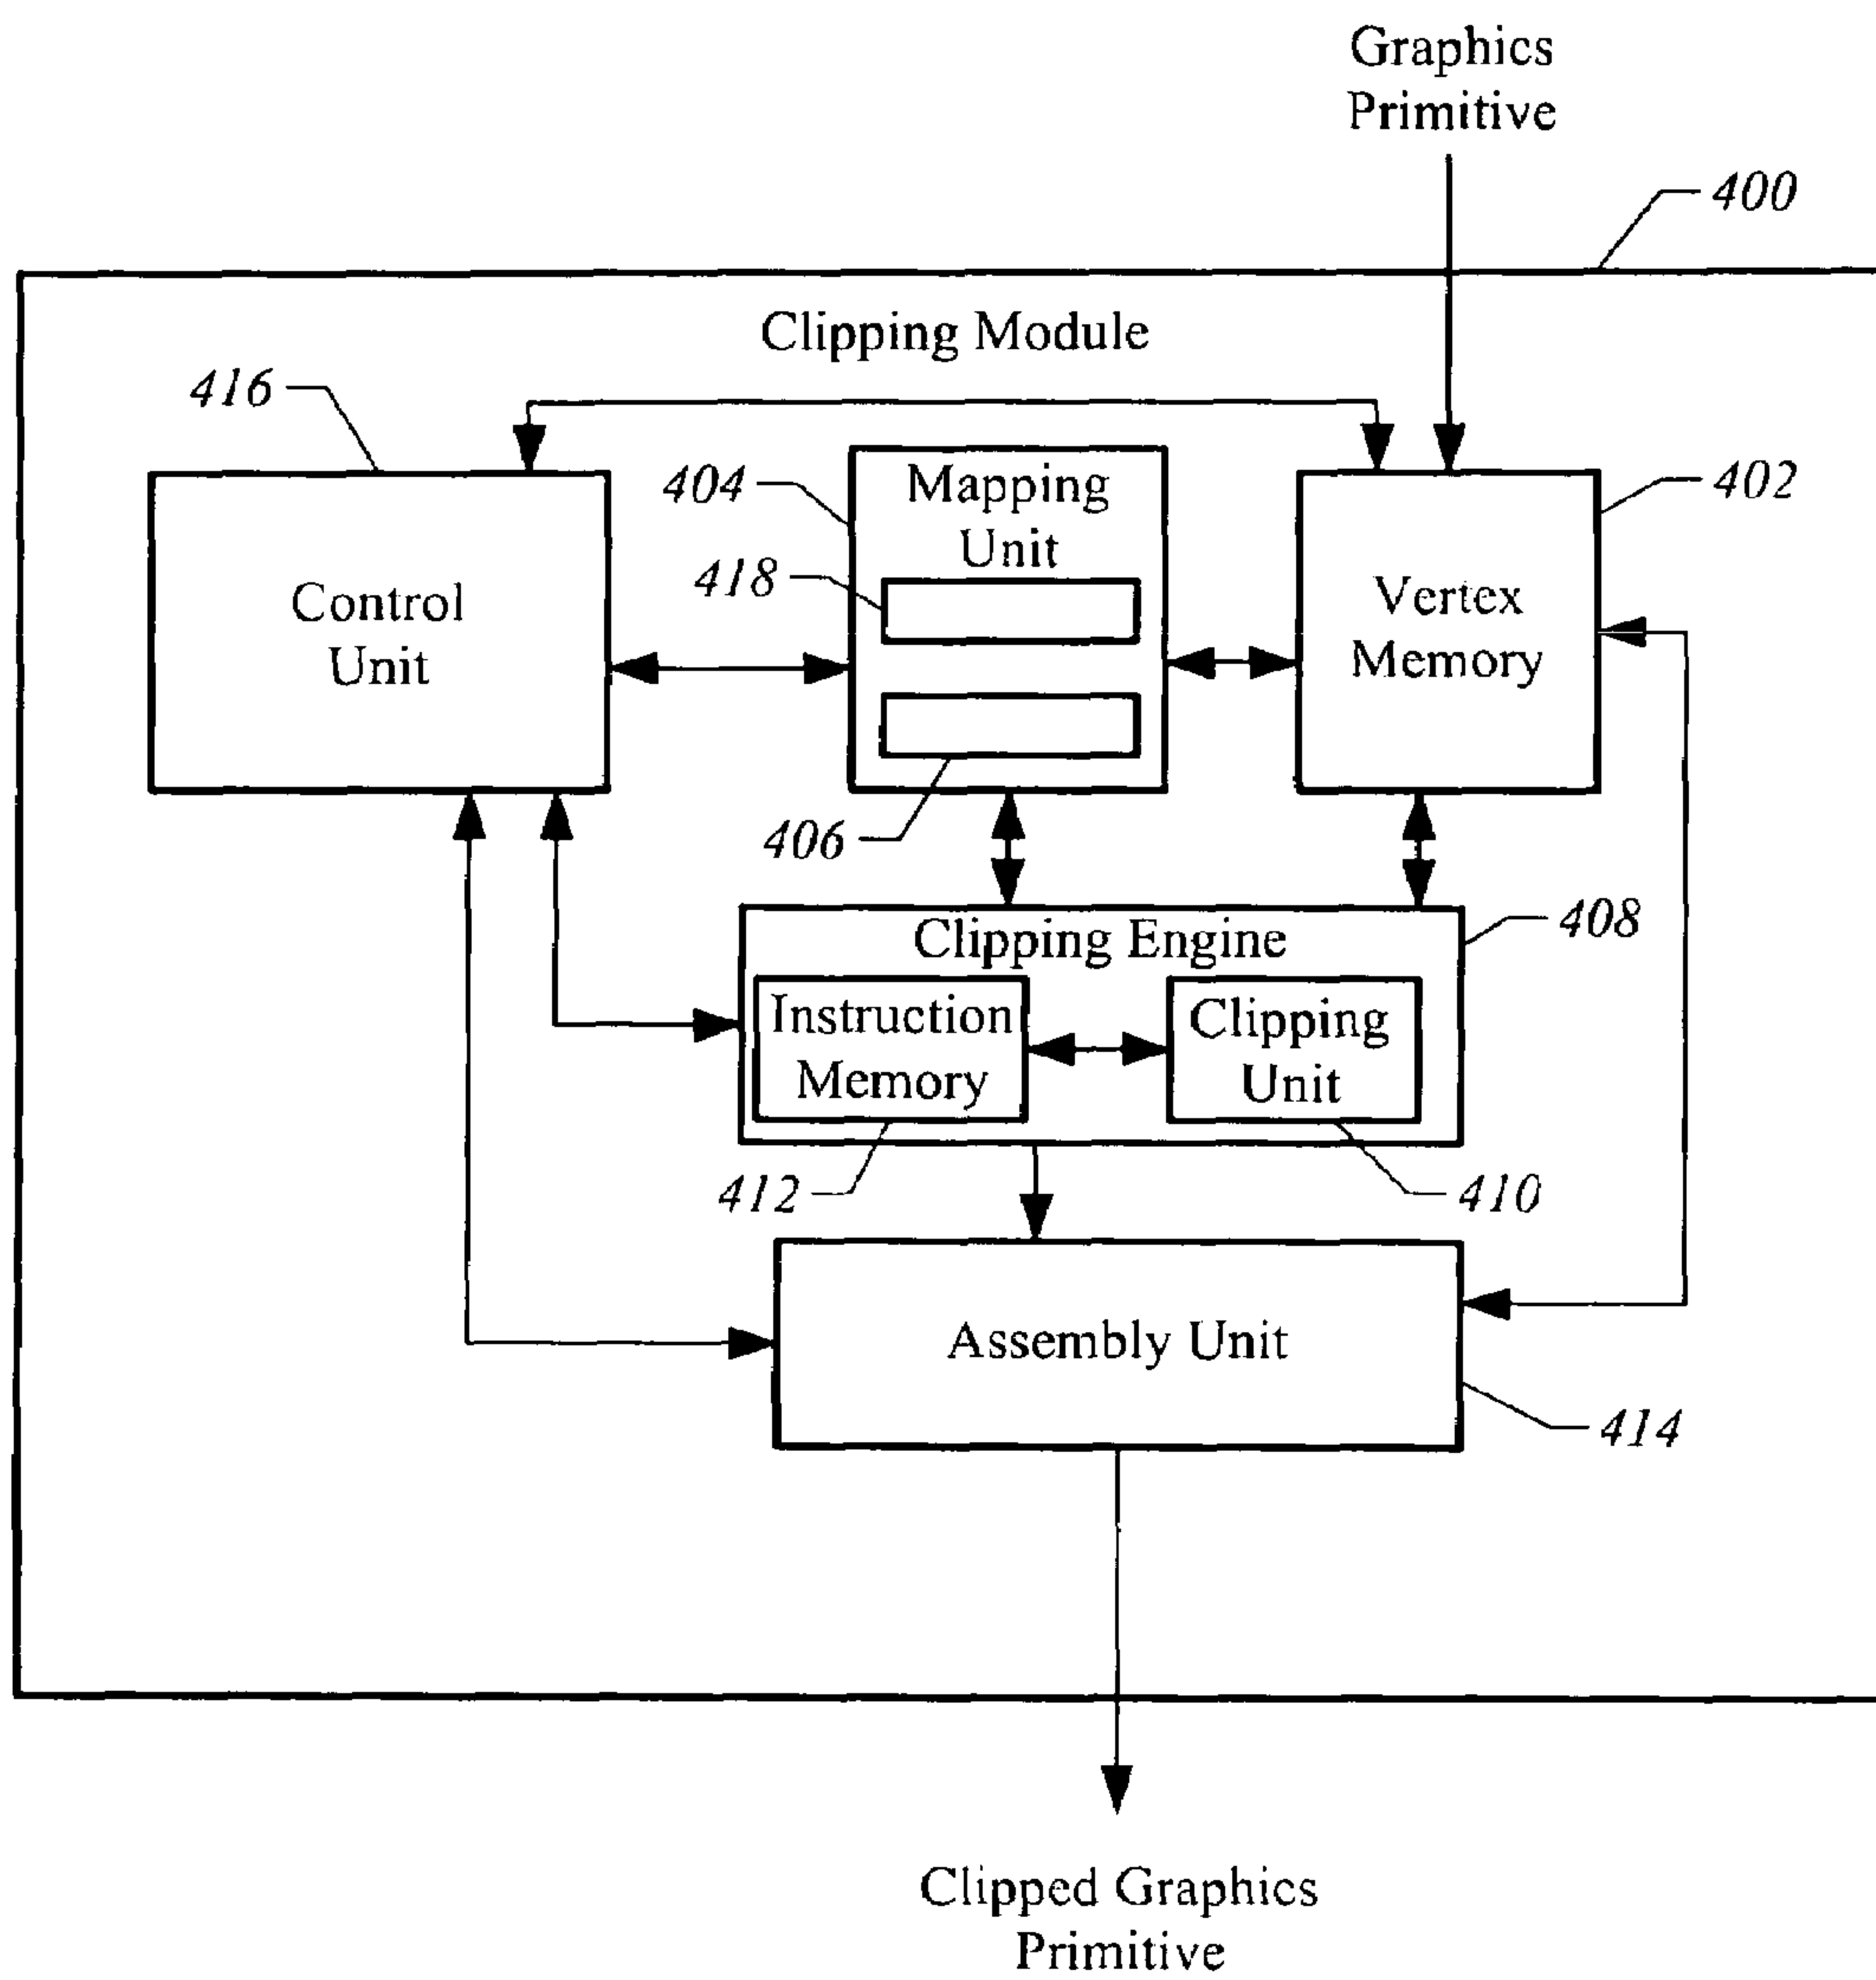 Graphics
Primitive
400
Clipping Module
416
404
Mapping
Unit
402
418
Control
Unit
Vertex
Memory
406
Clipping Engine
408
Instruction
Memory
Clipping
Unit
412
410
Assembly Unit
414
Clipped Graphics
Primitive